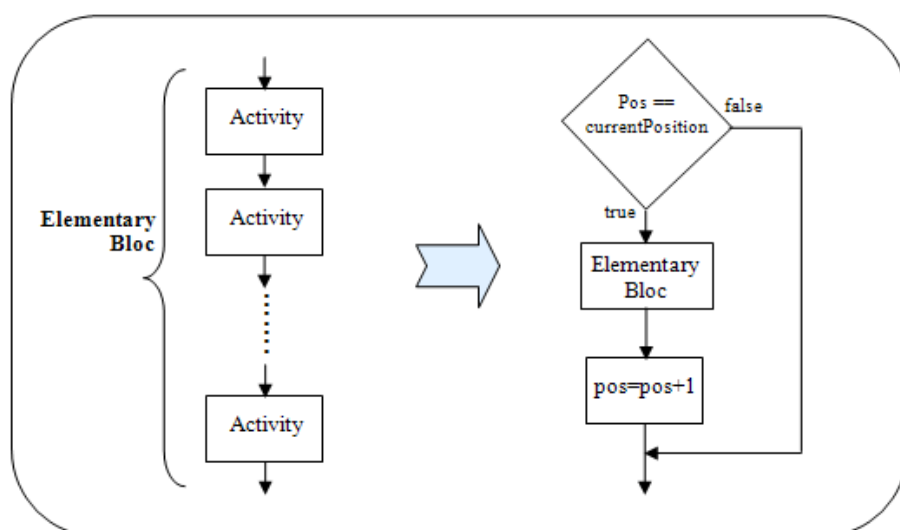 Activity
Activity
Elementary
Bloc
Activity
Pos ==
currentPosition
false
true
Elementary
Bloc
pos=pos+1